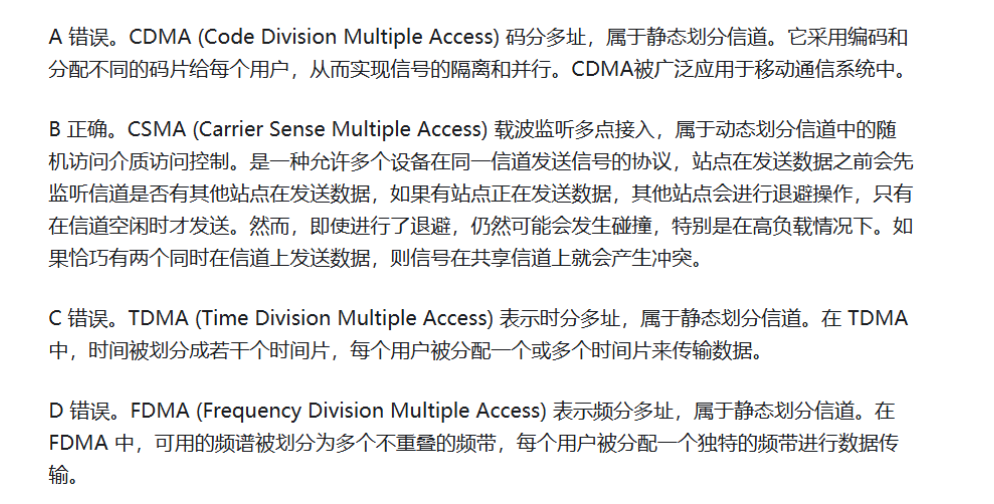 A 错误。CDMA (Code Division Multiple Access) 码分多址，属于静态划分信道。它采用编码和
分配不同的码片给每个用户，从而实现信号的隔离和并行。CDMA被广泛应用于移动通信系统中。
B 正确。CSMA (Carrier Sense Multiple Access) 载波监听多点接入，属于动态划分信道中的随
机访问介质访问控制。是一种允许多个设备在同一信道发送信号的协议，站点在发送数据之前会先
监听信道是否有其他站点在发送数据，如果有站点正在发送数据，其他站点会进行退避操作，只有
在信道空闲时才发送。然而，即使进行了退避，仍然可能会发生碰撞，特别是在高负载情况下。如
果恰巧有两个同时在信道上发送数据，则信号在共享信道上就会产生冲突。
C 错误。TDMA (Time Division Multiple Access) 表示时分多址，属于静态划分信道。在 TDMA
中，时间被划分成若干个时间片，每个用户被分配一个或多个时间片来传输数据。
D 错误。FDMA (Frequency Division Multiple Access) 表示频分多址，属于静态划分信道。在
FDMA 中，可用的频谱被划分为多个不重叠的频带，每个用户被分配一个独特的频带进行数据传
输。